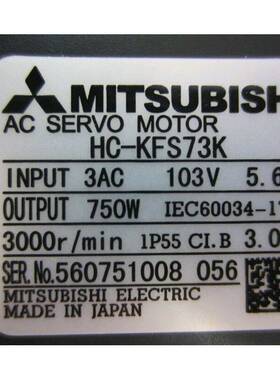 MITSUBISH
AC SERVO MOTOR
HC-KFS73K
INPUT 3AC 103V 5.6
OUTPUT 750W IEC60034-1
3000r/min IP55 CI.B 3.0
SER.No.560751008 056
MITSUBISHI ELECTRIC
MADE IN JAPAN